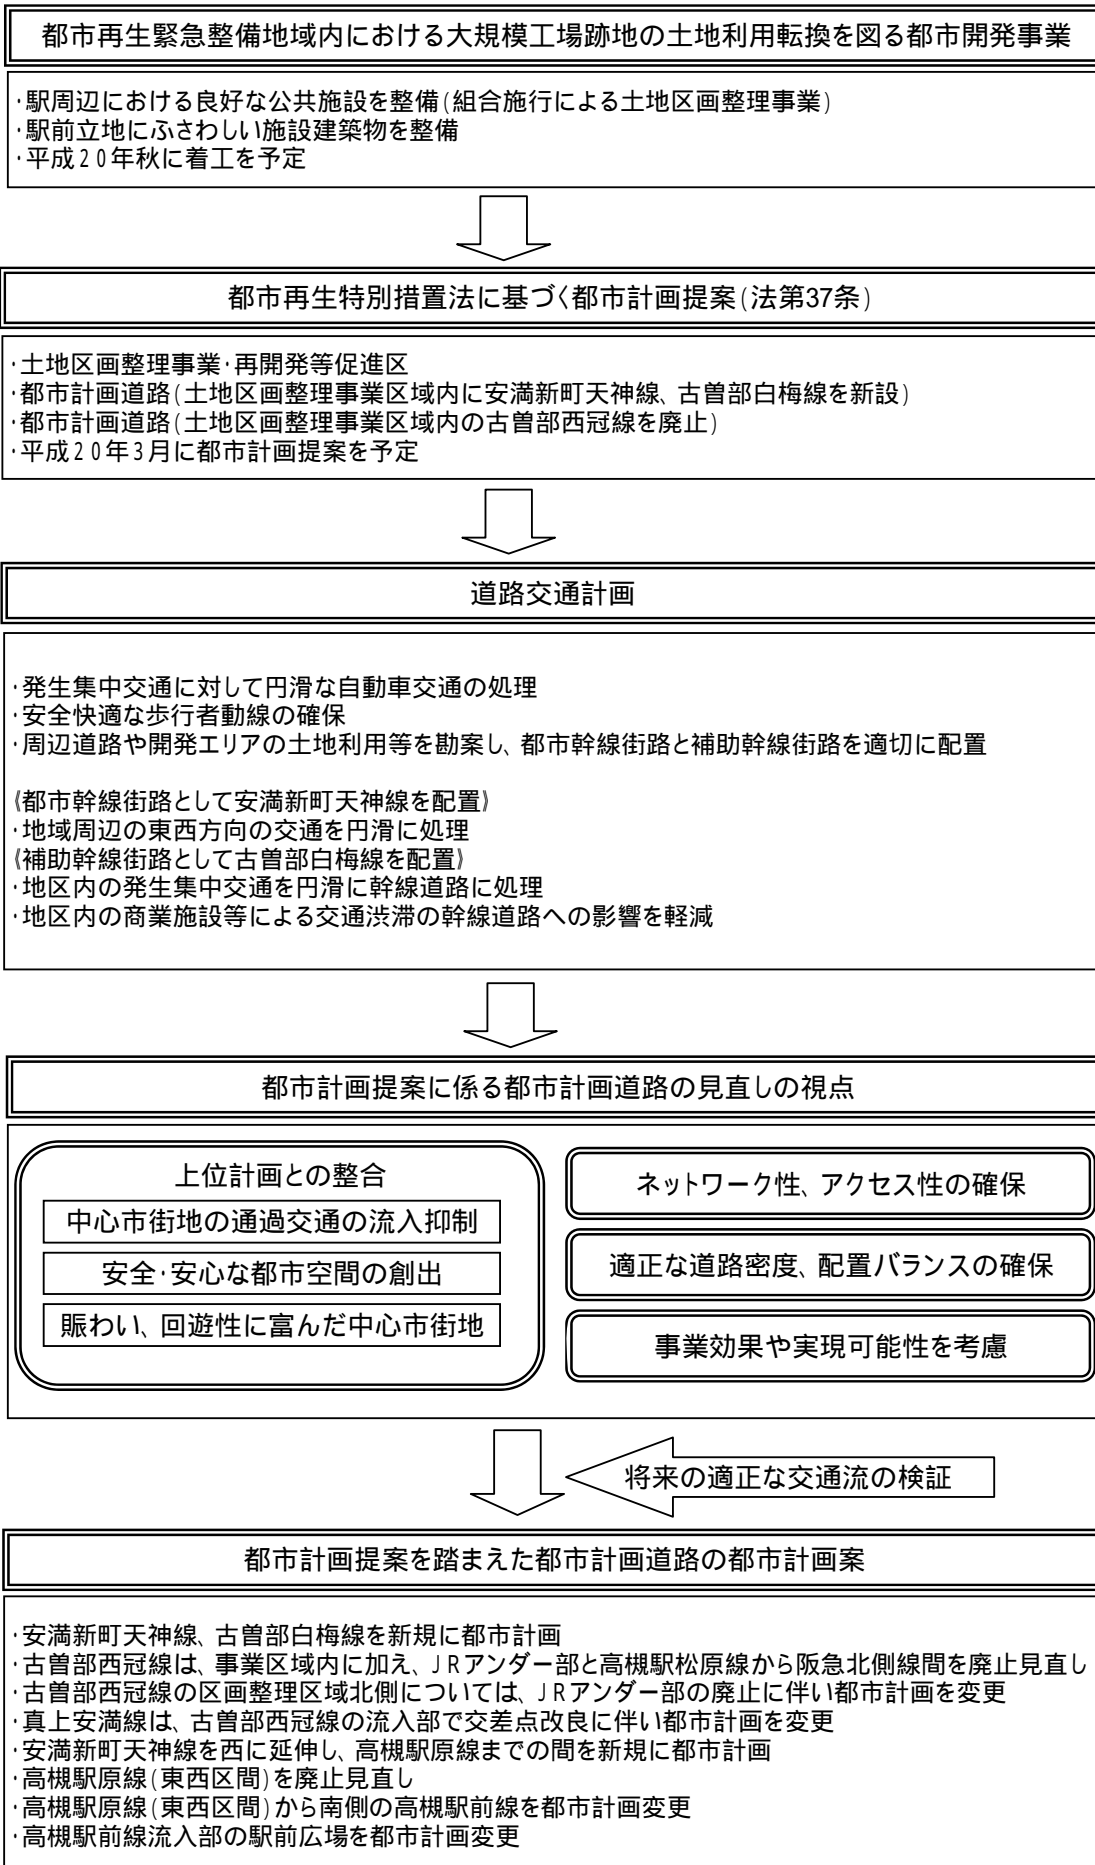 都市再生緊急整備地域内における大規模工場跡地の土地利用転換を図る都市開発事業
・駅周辺における良好な公共施設を整備(組合施行による土地区画整理事業)
・駅前立地にふさわしい施設建築物を整備
・平成20年秋に着工を予定
都市再生特別措置法に基づく都市計画提案(法第37条)
・土地区画整理事業・再開発等促進区
・都市計画道路(土地区画整理事業区域内に安満新町天神線、古曽部白梅線を新設)
・都市計画道路(土地区画整理事業区域内の古曽部西冠線を廃止)
・平成20年3月に都市計画提案を予定
道路交通計画
・発生集中交通に対して円滑な自動車交通の処理
・安全快適な歩行者動線の確保
・周辺道路や開発エリアの土地利用等を勘案し、都市幹線街路と補助幹線街路を適切に配置
《都市幹線街路として安満新町天神線を配置》
・地域周辺の東西方向の交通を円滑に処理
《補助幹線街路として古曽部白梅線を配置》
・地区内の発生集中交通を円滑に幹線道路に処理
・地区内の商業施設等による交通渋滞の幹線道路への影響を軽減
都市計画提案に係る都市計画道路の見直しの視点
上位計画との整合
中心市街地の通過交通の流入抑制
安全・安心な都市空間の創出
賑わい、回遊性に富んだ中心市街地
ネットワーク性、アクセス性の確保
適正な道路密度、配置バランスの確保
事業効果や実現可能性を考慮
将来の適正な交通流の検証
都市計画提案を踏まえた都市計画道路の都市計画案
・安満新町天神線、古曽部白梅線を新規に都市計画
・古曽部西冠線は、事業区域内に加え、JRアンダー部と高槻駅松原線から阪急北側線間を廃止見直し
・古曽部西冠線の区画整理区域北側については、JRアンダー部の廃止に伴い都市計画を変更
・真上安満線は、古曽部西冠線の流入部で交差点改良に伴い都市計画を変更
・安満新町天神線を西に延伸し、高槻駅原線までの間を新規に都市計画
・高槻駅原線(東西区間)を廃止見直し
・高槻駅原線(東西区間)から南側の高槻駅前線を都市計画変更
・高槻駅前線流入部の駅前広場を都市計画変更